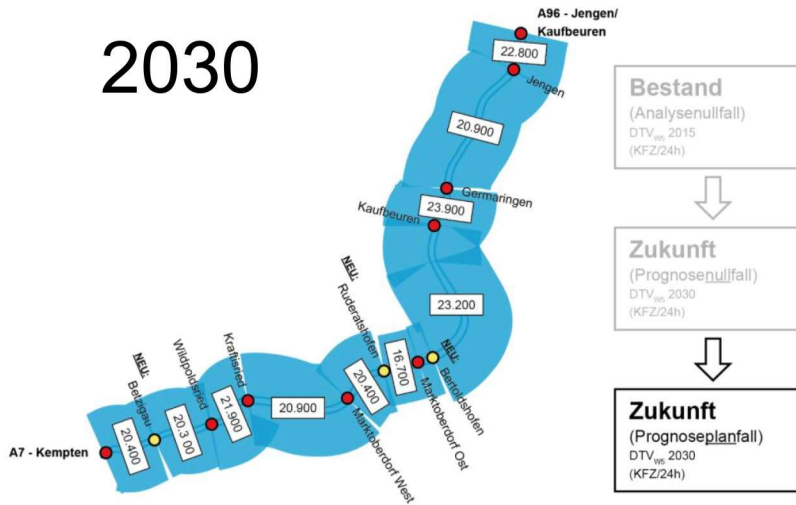 2030
A96 - Jengen/
Kaufbeuren
22.800
Jengen
20.900
Germaringen
23.900
Kaufbeuren
23.200
NEU:
Bertoldshofen
16.700
Marktoberdorf Ost
NEU:
Ruderatshofen
20.400
Marktoberdorf West
20.900
Kraftisried
21.900
Wildpoldsried
20.3 00
NEU:
Betzigau
20.400
A7 - Kempten
Bestand
(Analysenullfall)
DTVW5 2015
(KFZ/24h)
Zukunft
(Prognosenullfall)
DTVW5 2030
(KFZ/24h)
Zukunft
(Prognoseplanfall)
DTVW5 2030
(KFZ/24h)